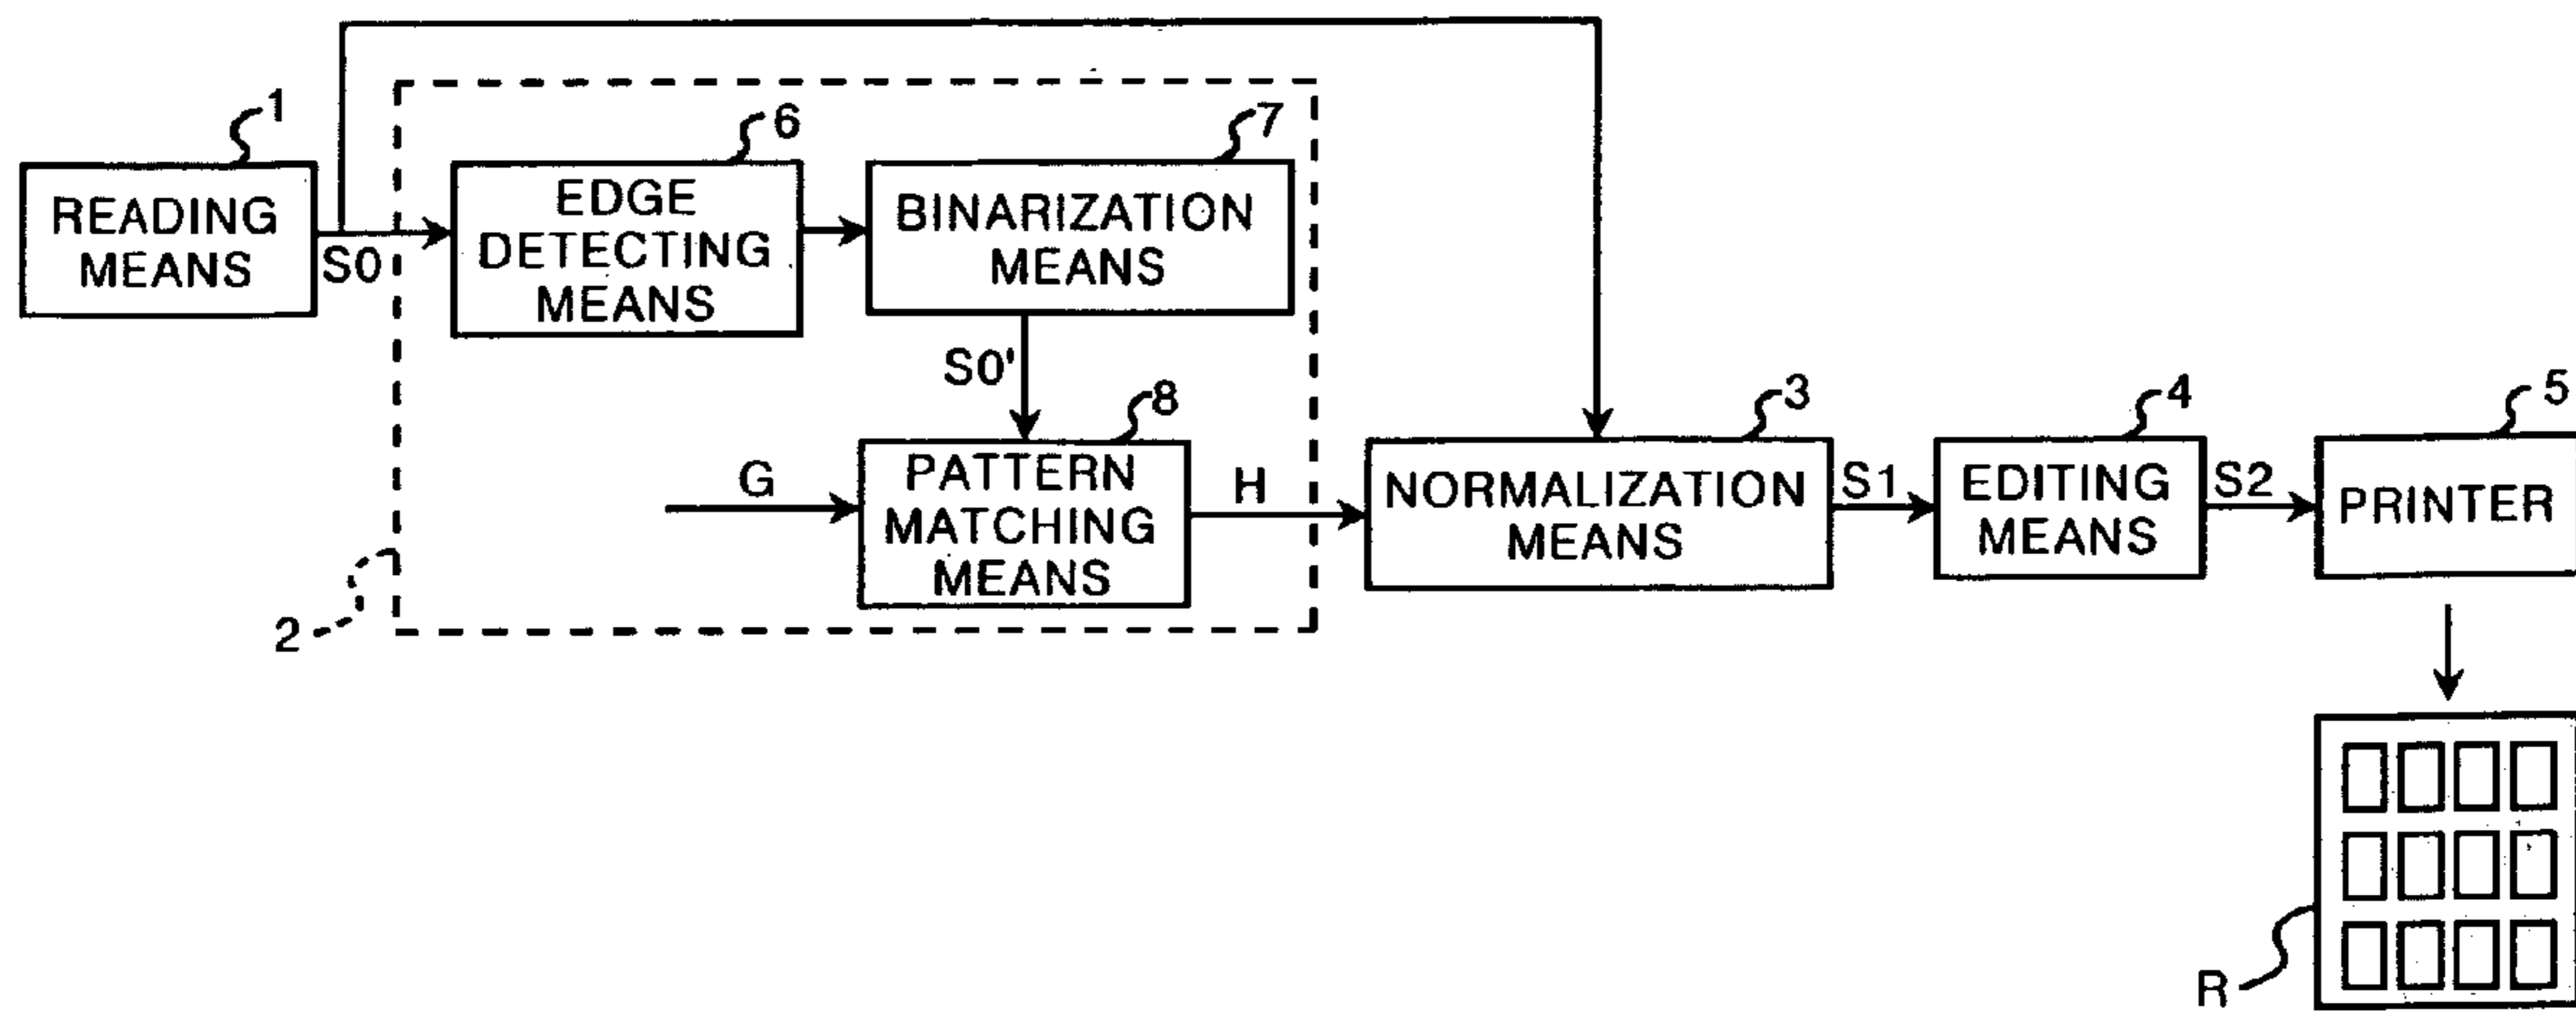 1
6
7
READING
MEANS
S0
EDGE
DETECTING
MEANS
BINARIZATION
MEANS
S0'
8
3
4
5
G
PATTERN
MATCHING
MEANS
H
NORMALIZATION
MEANS
S1
EDITING
MEANS
S2
PRINTER
2
R